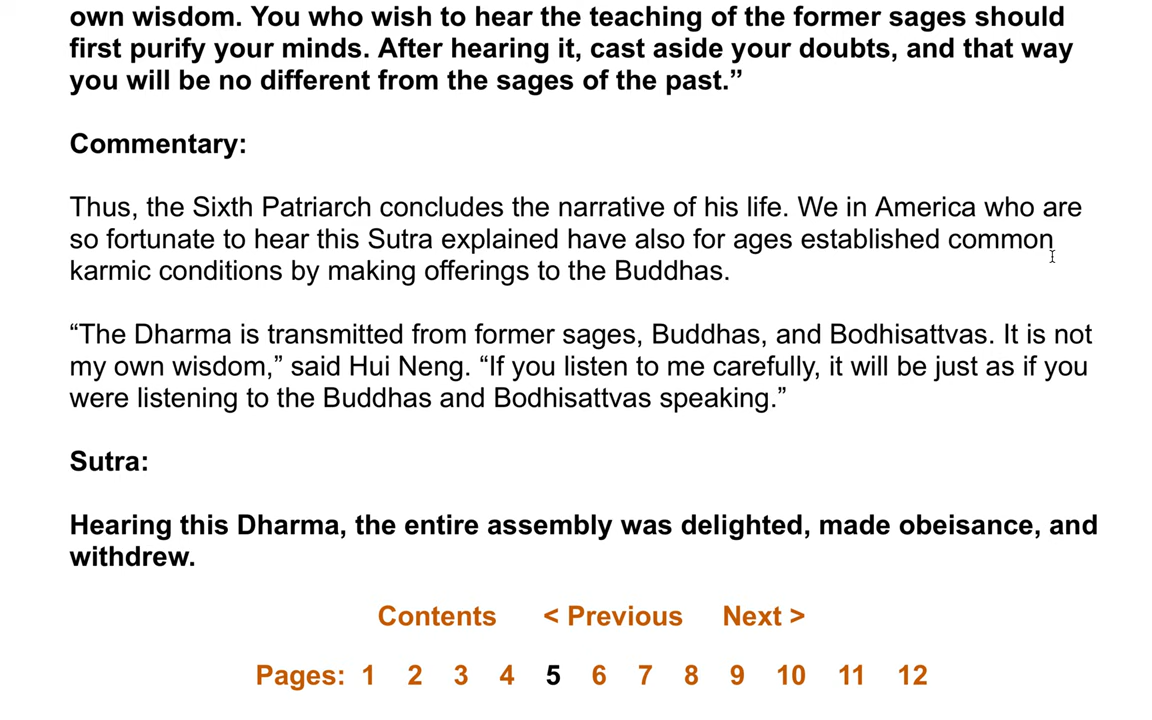 own wisdom. You who wish to hear the teaching of the former sages should
first purify your minds. After hearing it, cast aside your doubts, and that way
you will be no different from the sages of the past.”
Commentary:
Thus, the Sixth Patriarch concludes the narrative of his life. We in America who are
so fortunate to hear this Sutra explained have also for ages established common
karmic conditions by making offerings to the Buddhas.
“The Dharma is transmitted from former sages, Buddhas, and Bodhisattvas. It is not
my own wisdom,” said Hui Neng. “If you listen to me carefully, it will be just as if you
were listening to the Buddhas and Bodhisattvas speaking.”
Sutra:
Hearing this Dharma, the entire assembly was delighted, made obeisance, and
withdrew.
Contents < Previous Next >
Pages: 1 2 3 4 5 6 7 8 9 10 11 12